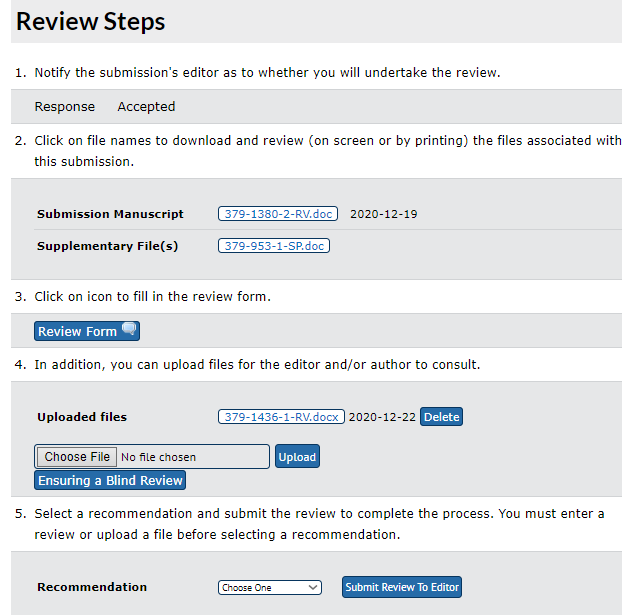 Review Steps
1. Notify the submission's editor as to whether you will undertake the review.
Response Accepted
2. Click on file names to download and review (on screen or by printing) the files associated with
this submission.
Submission Manuscript 379-1380-2-RV.doc 2020-12-19
Supplementary File(s) 379-953-1-SP.doc
3. Click on icon to fill in the review form.
Review Form
4. In addition, you can upload files for the editor and/or author to consult.
Uploaded files 379-1436-1-RV.docx 2020-12-22 Delete
Choose File No file chosen Upload
Ensuring a Blind Review
5. Select a recommendation and submit the review to complete the process. You must enter a
review or upload a file before selecting a recommendation.
Recommendation Choose One Submit Review To Editor